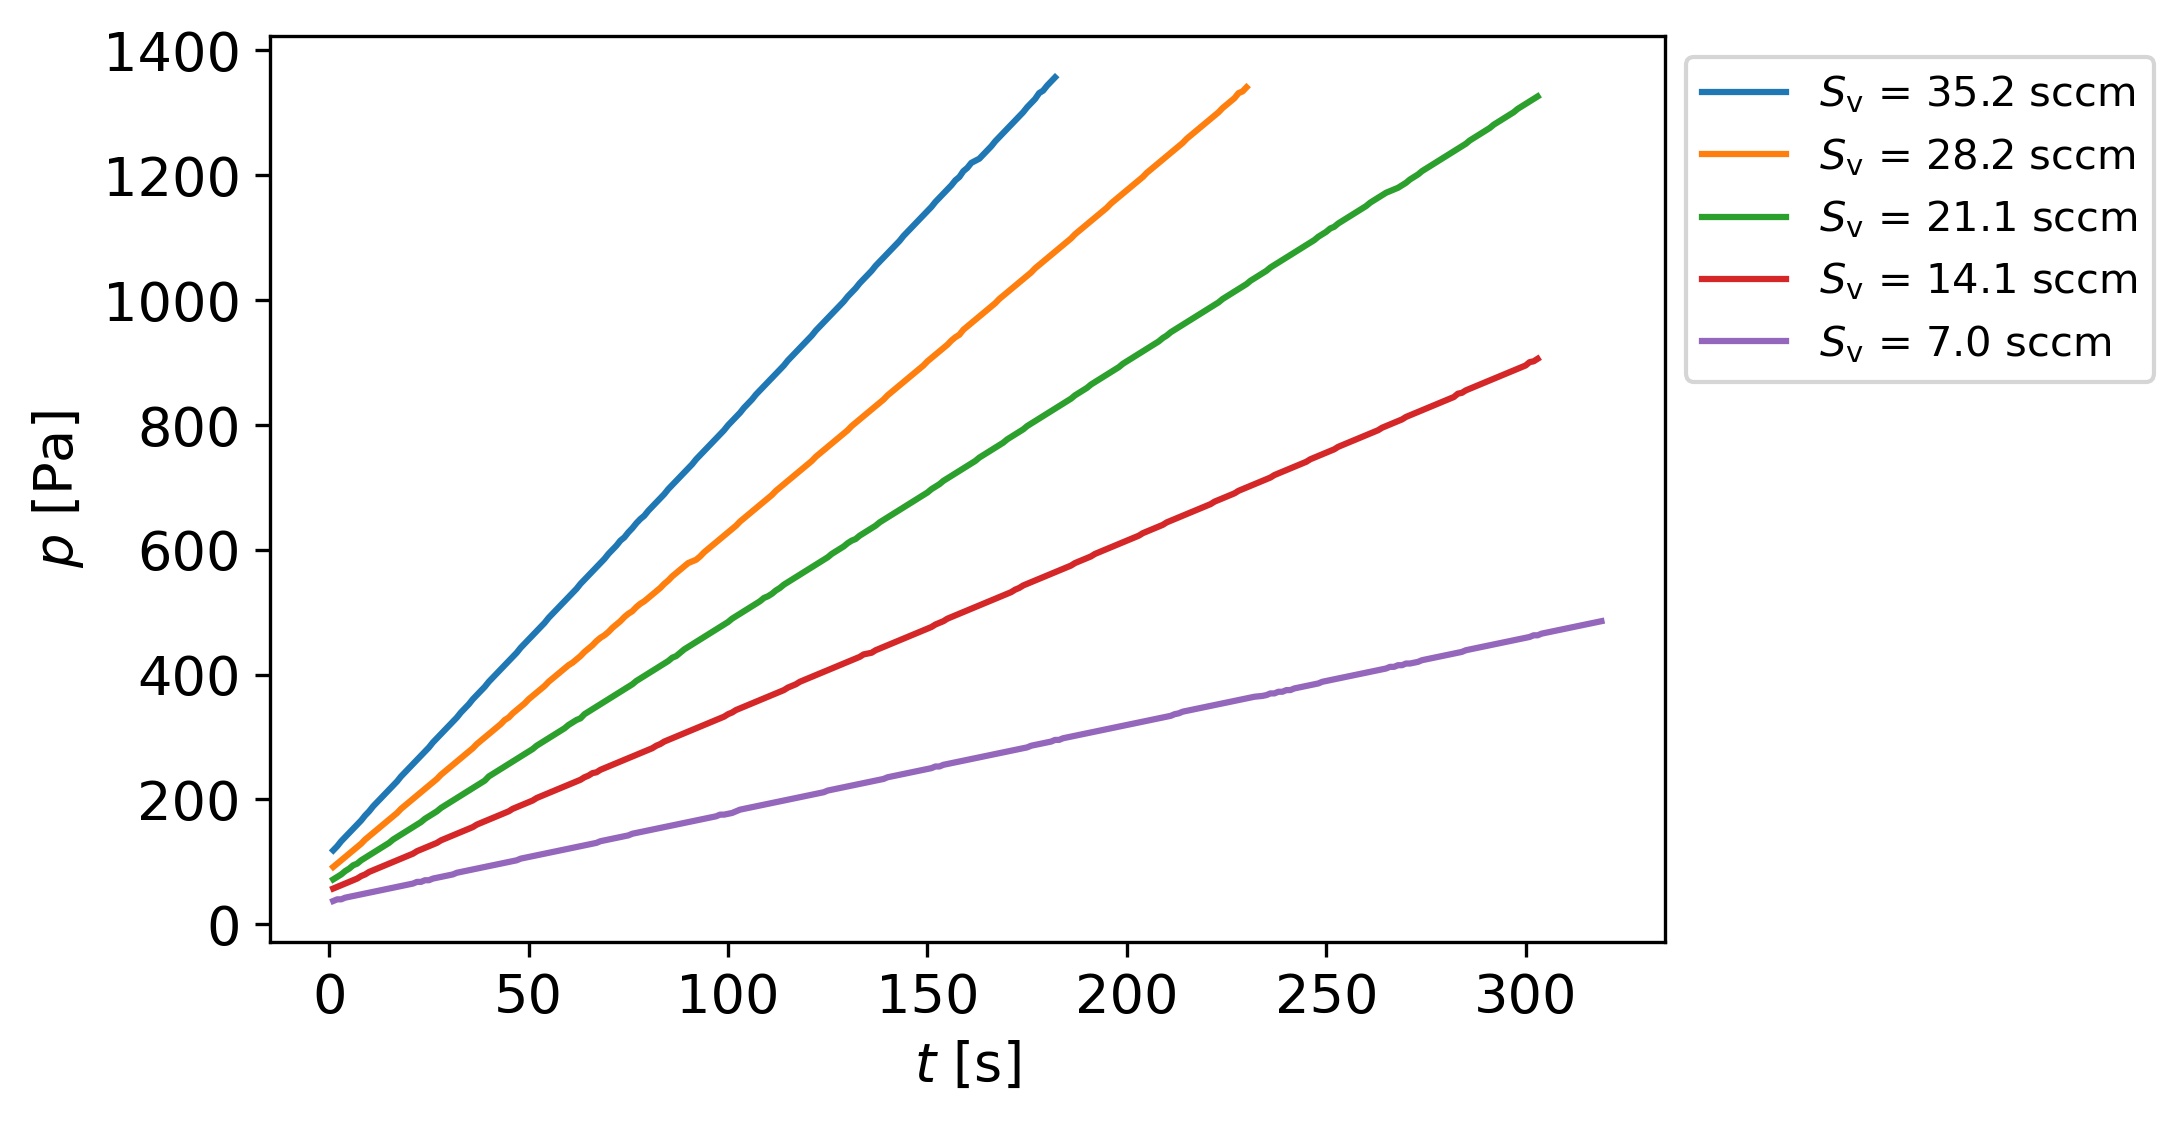 1400
1200
1000
800
600
400
200
0
p [Pa]
0 50 100 150 200 250 300
t [s]
Sv = 35.2 sccm
Sv = 28.2 sccm
Sv = 21.1 sccm
Sv = 14.1 sccm
Sv = 7.0 sccm